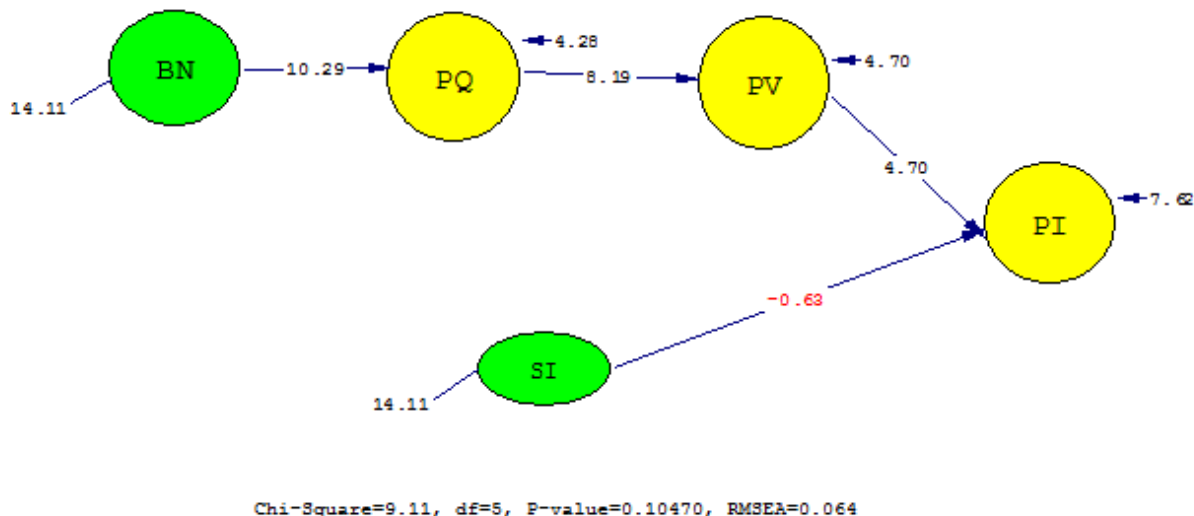 BN
10.29
PQ
4.28
8.19
PV
4.70
14.11
4.70
PI
7.62
-0.63
SI
14.11
Chi-Square=9.11, df=5, P-value=0.10470, RMSEA=0.064